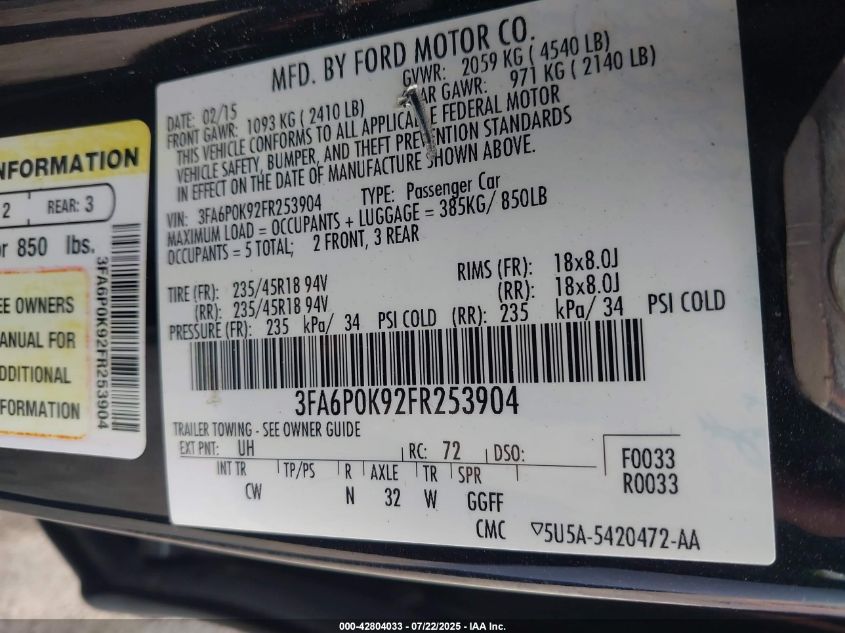 NFORMATION
2 REAR: 3
or 850 lbs.
EE OWNERS
ANUAL FOR
DDITIONAL
FORMATION
3FA6P0K92FR253904
MFD. BY FORD MOTOR CO.
DATE: 02/15 GVWR: 2059 KG ( 4540 LB)
FRONT GAWR: 1093 KG ( 2410 LB) AR GAWR: 971 KG ( 2140 LB)
THIS VEHICLE CONFORMS TO ALL APPLICABLE FEDERAL MOTOR
VEHICLE SAFETY, BUMPER, AND THEFT PREVENTION STANDARDS
IN EFFECT ON THE DATE OF MANUFACTURE SHOWN ABOVE.
VIN: 3FA6P0K92FR253904 TYPE: Passenger Car
MAXIMUM LOAD = OCCUPANTS + LUGGAGE = 385KG/ 850LB
OCCUPANTS = 5 TOTAL; 2 FRONT, 3 REAR
TIRE (FR): 235/45R18 94V RIMS (FR): 18x8.0J
(RR): 235/45R18 94V (RR): 18x8.0J
PRESSURE (FR): 235 kPa/ 34 PSI COLD (RR): 235 kPa/ 34 PSI COLD
3FA6P0K92FR253904
TRAILER TOWING - SEE OWNER GUIDE
EXT PNT: UH RC: 72 DSO:
INT TR TP/PS R AXLE TR SPR
CW N 32 W GGFF
F0033
R0033
CMC ▽5U5A-5420472-AA
000-42804033 - 07/22/2025 - IAA Inc.